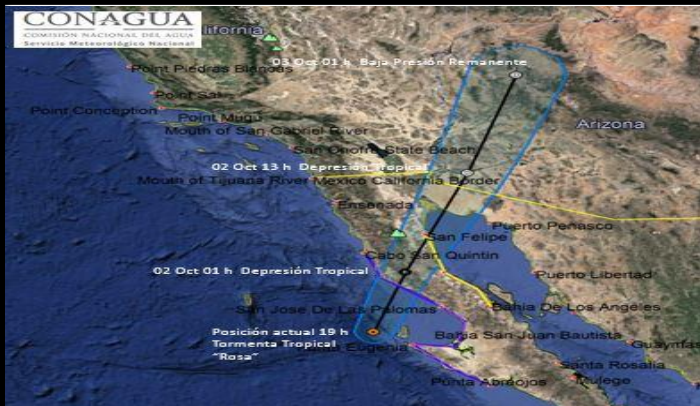 CONAGUA
COMISIÓN NACIONAL DEL AGUA
Servicio Meteorológico Nacional
California
03 Oct 01 h Baja Presión Remanente
Point Piedras Blancas
Point Sal
Point Conception
Point Mugu
Arizona
Mouth of San Gabriel River
San Onofre State Beach
02 Oct 13 h Depresión Tropical
Mouth of Tijuana River Mexico California Border
Ensenada
Puerto Peñasco
San Felipe
Cabo San Quintin
02 Oct 01 h Depresión Tropical
Puerto Libertad
San Jose De Las Palomas
Bahia De Los Angeles
Posición actual 19 h
Tormenta Tropical
"Rosa"
Eugenia
Bahia San Juan Bautista
Guaymas
Santa Rosalia
Punta Abreojos
Mulege